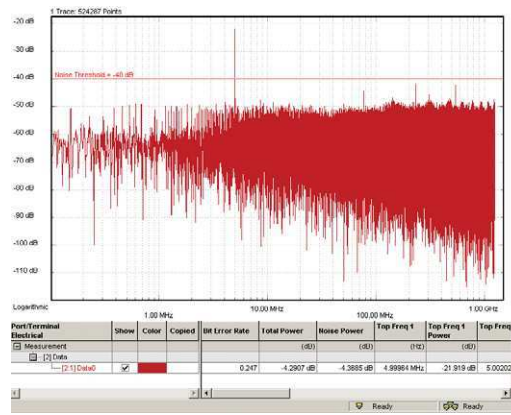 1 Trace: 524287 Points
-20 dB
-30 dB
-40 dB
Noise Threshold = -40 dB
-50 dB
-60 dB
-70 dB
-80 dB
-90 dB
-100 dB
-110 dB
Logarithmic
1.00 MHz 10.00 MHz 100.00 MHz 1.00 GHz
Port/Terminal Electrical Show Color Copied Bit Error Rate Total Power Noise Power Top Freq 1 Top Freq 1 Power Top Freq
Measurement (dB) (dB) (Hz) (dB)
[2] Data
[2:1] Data0 0.247 -4.2907 dB -4.3885 dB 4.99984 MHz -21.919 dB 5.00202
Ready Ready